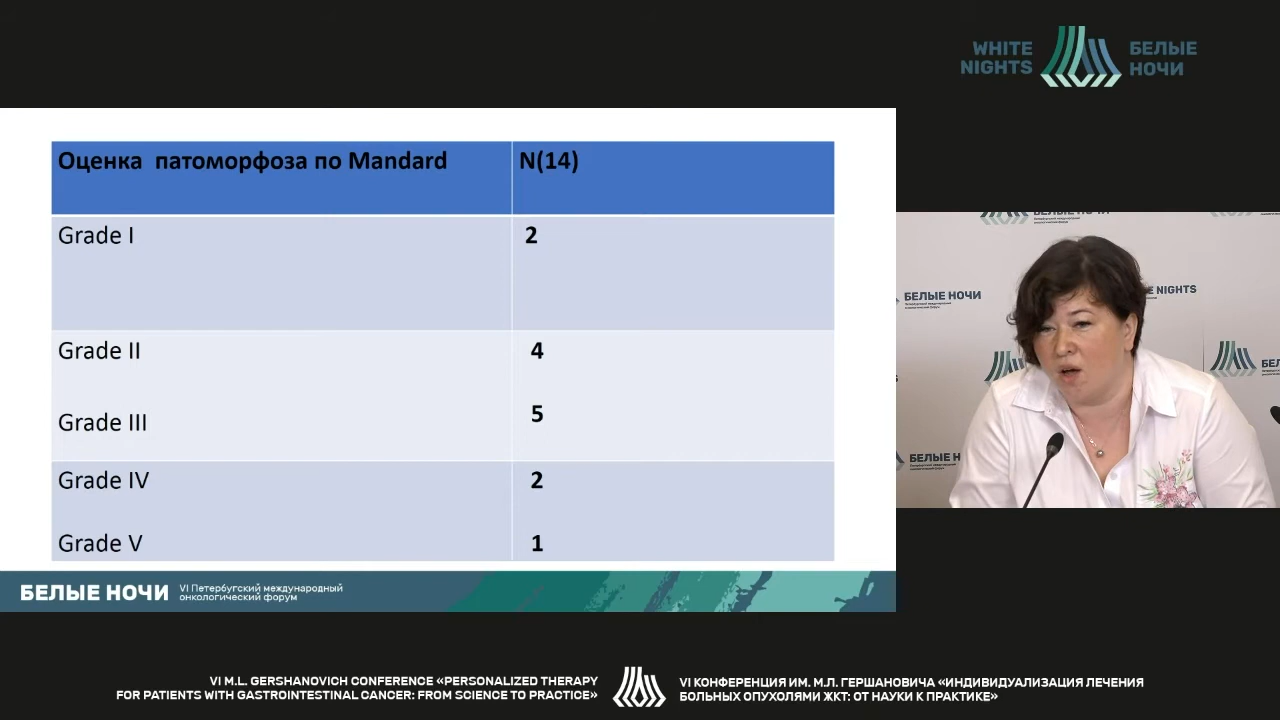 WHITE
NIGHTS
БЕЛЫЕ
НОЧИ
Оценка патоморфоза по Mandard N(14)
Grade I 2
Grade II 4
Grade III 5
Grade IV 2
Grade V 1
БЕЛЫЕ НОЧИ
VI Петербугский международный
онкологический форум
БЕЛЫЕ НОЧИ
E NIGHTS
БЕЛЫЕ Н
БЕЛ
VI M.L. GERSHANOVICH CONFERENCE «PERSONALIZED THERAPY
FOR PATIENTS WITH GASTROINTESTINAL CANCER: FROM SCIENCE TO PRACTICE»
VI КОНФЕРЕНЦИЯ ИМ. М.Л. ГЕРШАНОВИЧА «ИНДИВИДУАЛИЗАЦИЯ ЛЕЧЕНИЯ
БОЛЬНЫХ ОПУХОЛЯМИ ЖКТ: ОТ НАУКИ К ПРАКТИКЕ»